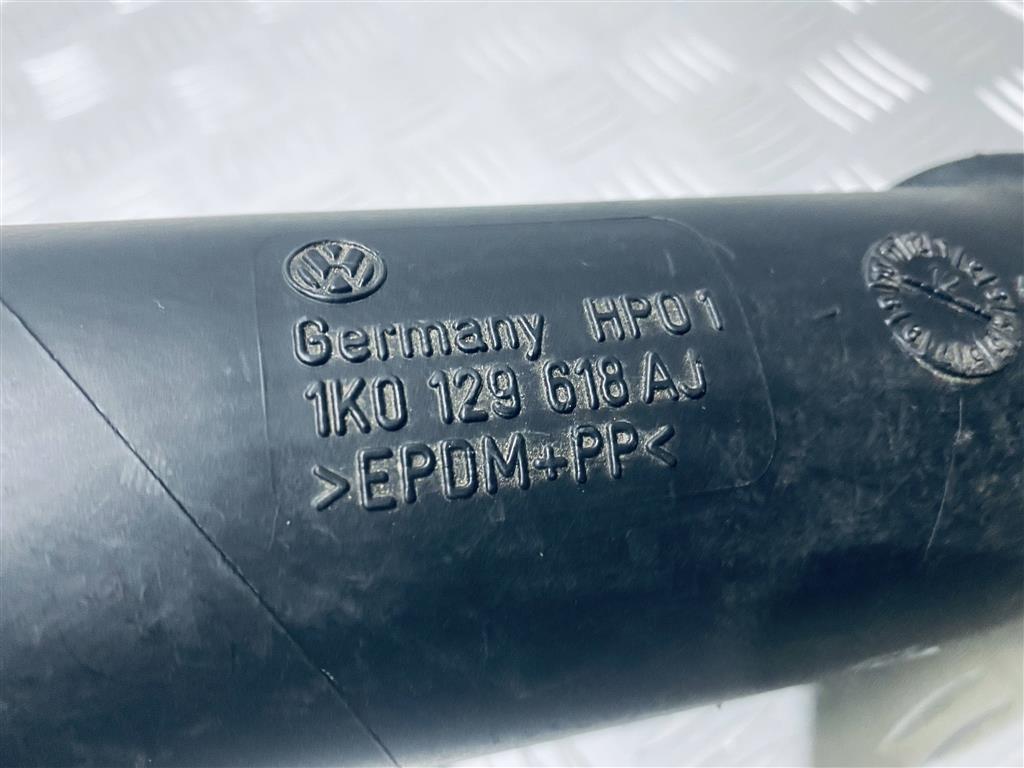 Germany HP01
1K0 129 618 AJ
>EPDM+PP<